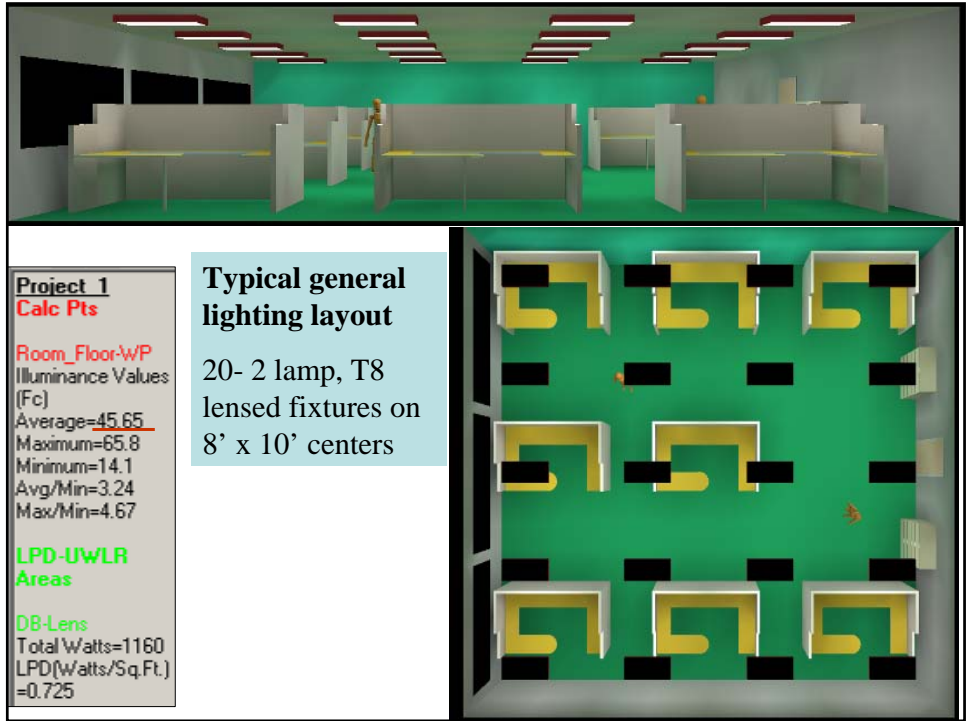 Project_1
Calc Pts
Room_Floor-WP
Illuminance Values
(Fc)
Average=45.65
Maximum=65.8
Minimum=14.1
Avg/Min=3.24
Max/Min=4.67
LPD-UWLR
Areas
DB-Lens
Total Watts=1160
LPD(Watts/Sq.Ft.)
=0.725
Typical general
lighting layout
20- 2 lamp, T8
lensed fixtures on
8’ x 10’ centers